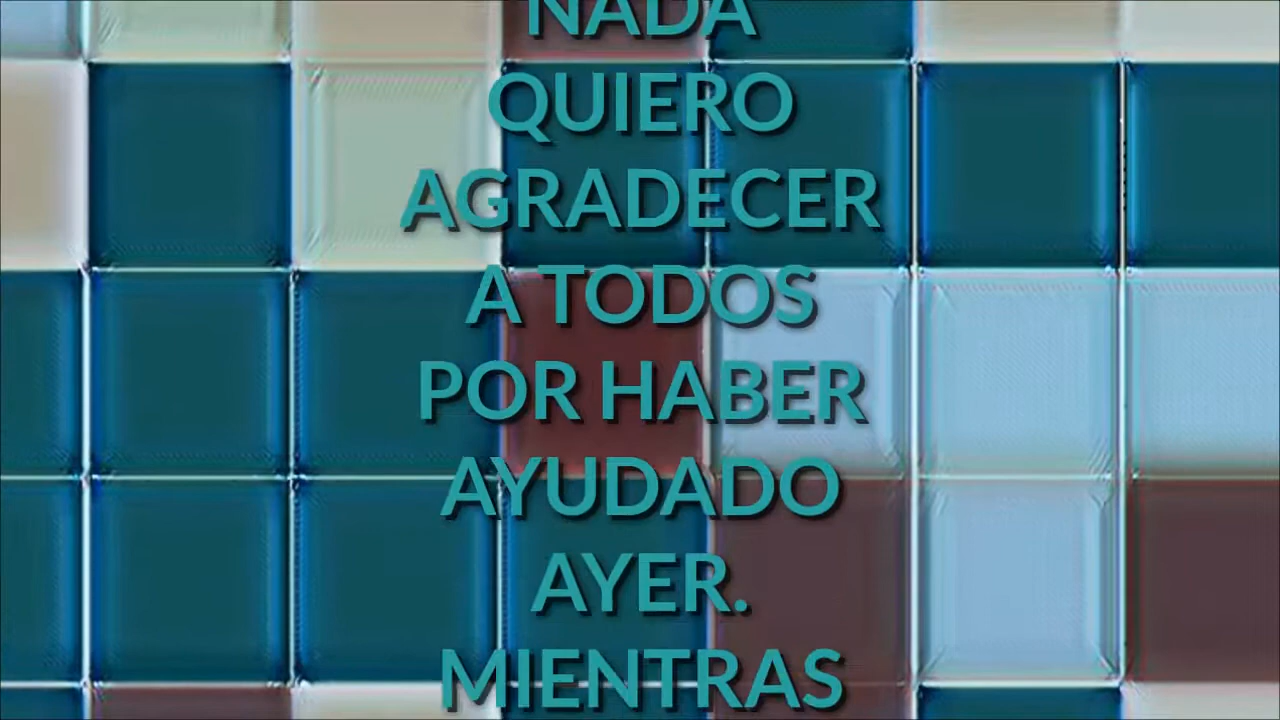 NADA
QUIERO
AGRADECER
A TODOS
POR HABER
AYUDADO
AYER.
MIENTRAS